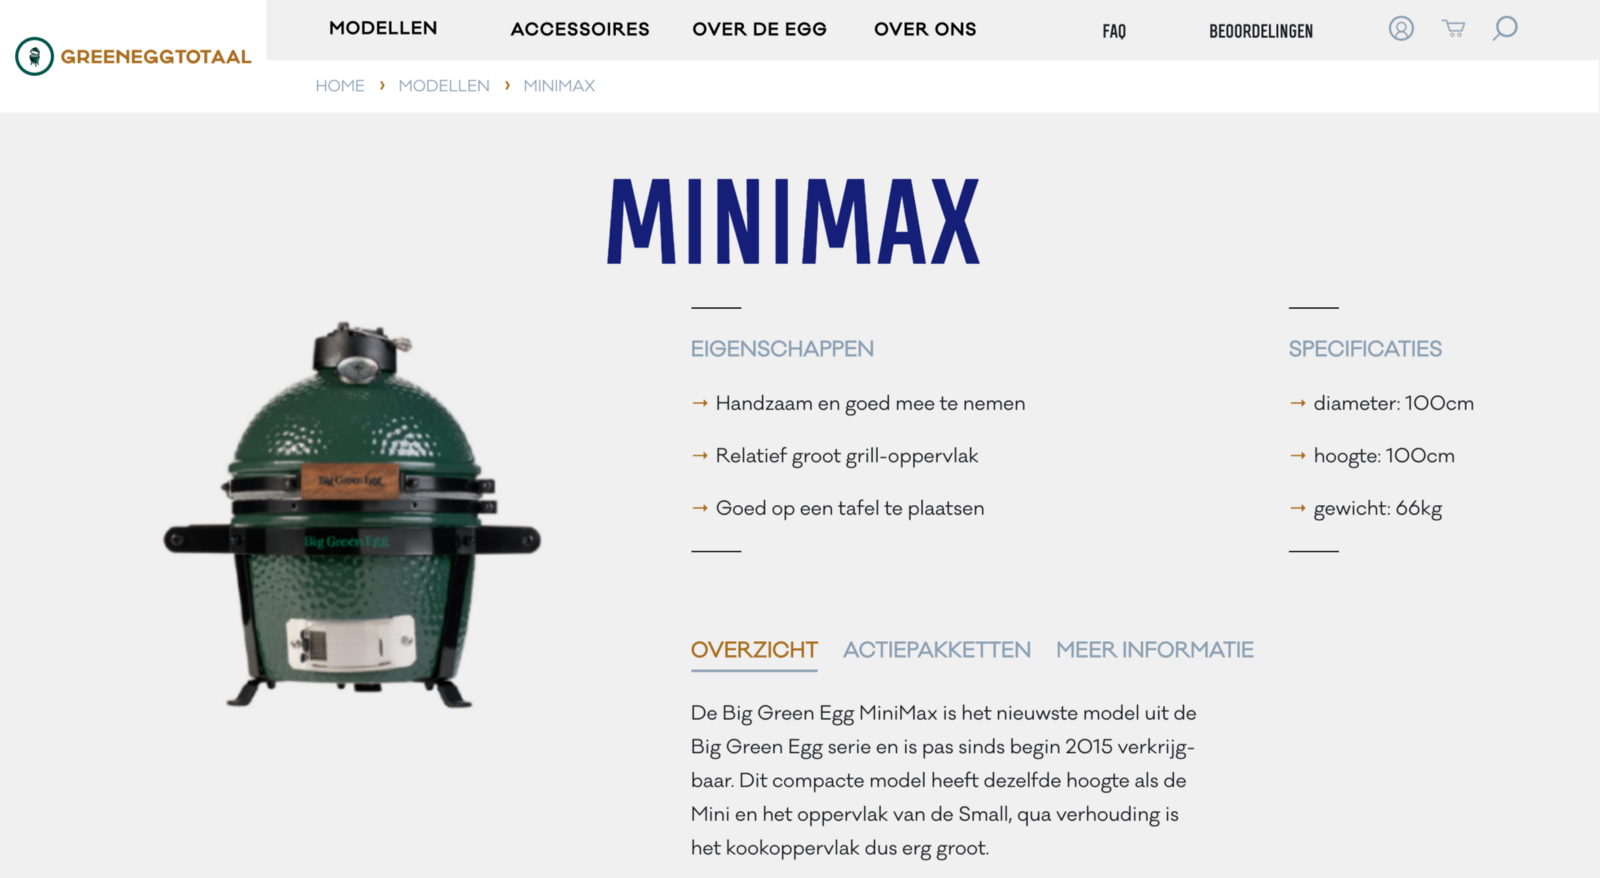 GREENEGGTOTAAL
MODELLEN
ACCESSOIRES
OVER DE EGG
OVER ONS
FAQ
BEOORDELINGEN
HOME › MODELLEN › MINIMAX
MINIMAX
Big Green Egg
Big Green Egg
EIGENSCHAPPEN
→ Handzaam en goed mee te nemen
→ Relatief groot grill-oppervlak
→ Goed op een tafel te plaatsen
SPECIFICATIES
→ diameter: 100cm
→ hoogte: 100cm
→ gewicht: 66kg
OVERZICHT
ACTIEPAKKETTEN
MEER INFORMATIE
De Big Green Egg MiniMax is het nieuwste model uit de
Big Green Egg serie en is pas sinds begin 2015 verkrijg-
baar. Dit compacte model heeft dezelfde hoogte als de
Mini en het oppervlak van de Small, qua verhouding is
het kookoppervlak dus erg groot.